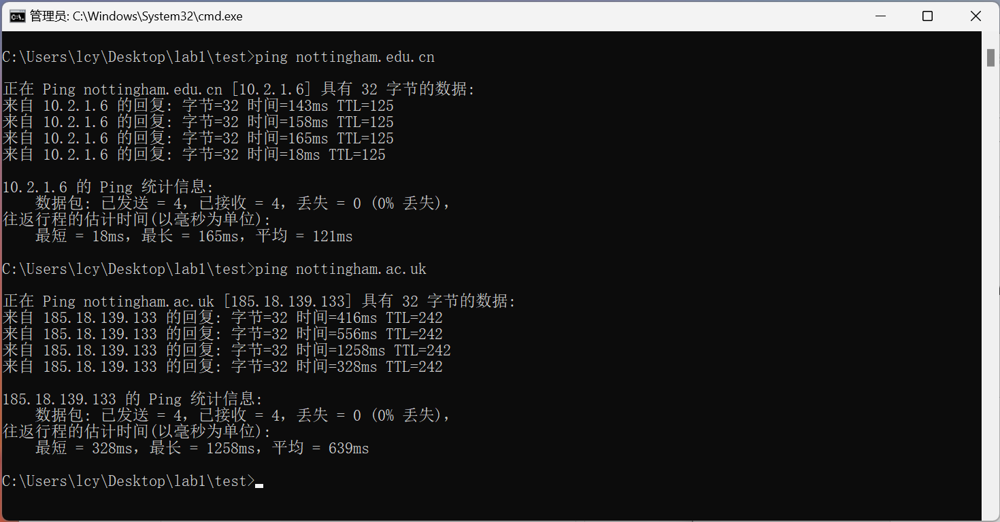 管理员: C:\Windows\System32\cmd.exe
C:\Users\lcy\Desktop\lab1\test>ping nottingham.edu.cn
正在 Ping nottingham.edu.cn [10.2.1.6] 具有 32 字节的数据:
来自 10.2.1.6 的回复: 字节=32 时间=143ms TTL=125
来自 10.2.1.6 的回复: 字节=32 时间=158ms TTL=125
来自 10.2.1.6 的回复: 字节=32 时间=165ms TTL=125
来自 10.2.1.6 的回复: 字节=32 时间=18ms TTL=125
10.2.1.6 的 Ping 统计信息:
    数据包: 已发送 = 4，已接收 = 4，丢失 = 0 (0% 丢失)，
往返行程的估计时间(以毫秒为单位):
    最短 = 18ms，最长 = 165ms，平均 = 121ms
C:\Users\lcy\Desktop\lab1\test>ping nottingham.ac.uk
正在 Ping nottingham.ac.uk [185.18.139.133] 具有 32 字节的数据:
来自 185.18.139.133 的回复: 字节=32 时间=416ms TTL=242
来自 185.18.139.133 的回复: 字节=32 时间=556ms TTL=242
来自 185.18.139.133 的回复: 字节=32 时间=1258ms TTL=242
来自 185.18.139.133 的回复: 字节=32 时间=328ms TTL=242
185.18.139.133 的 Ping 统计信息:
    数据包: 已发送 = 4，已接收 = 4，丢失 = 0 (0% 丢失)，
往返行程的估计时间(以毫秒为单位):
    最短 = 328ms，最长 = 1258ms，平均 = 639ms
C:\Users\lcy\Desktop\lab1\test>